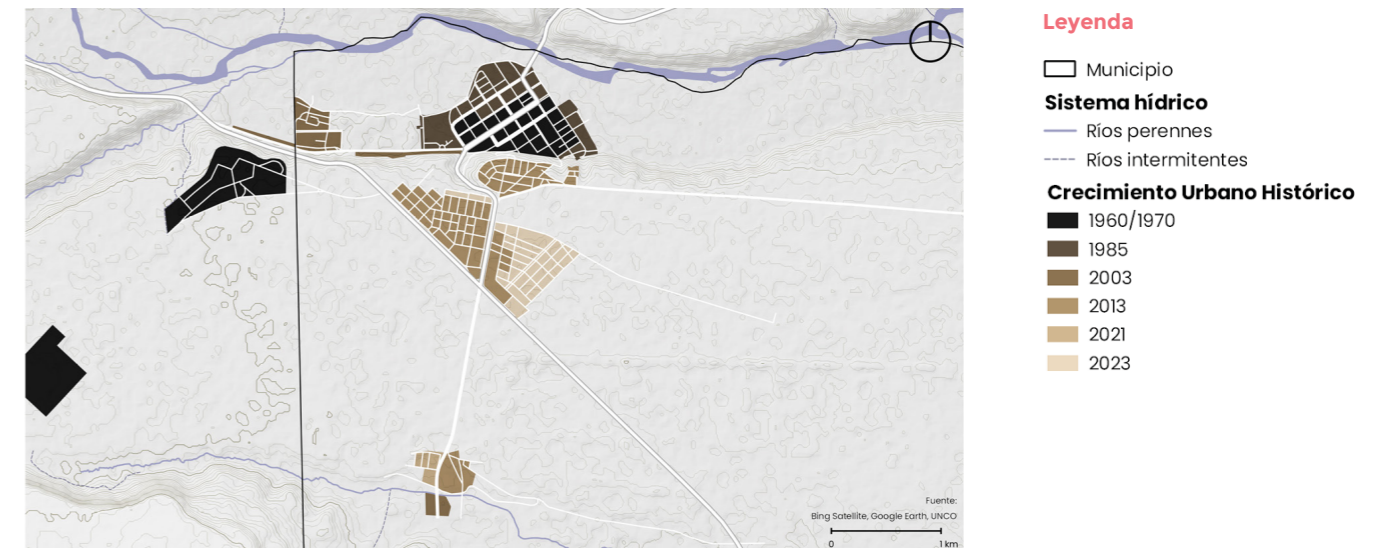 Leyenda
Municipio
Sistema hídrico
Ríos perennes
Ríos intermitentes
Crecimiento Urbano Histórico
1960/1970
1985
2003
2013
2021
2023
Fuente:
Bing Satellite, Google Earth, UNCO
0 1 km